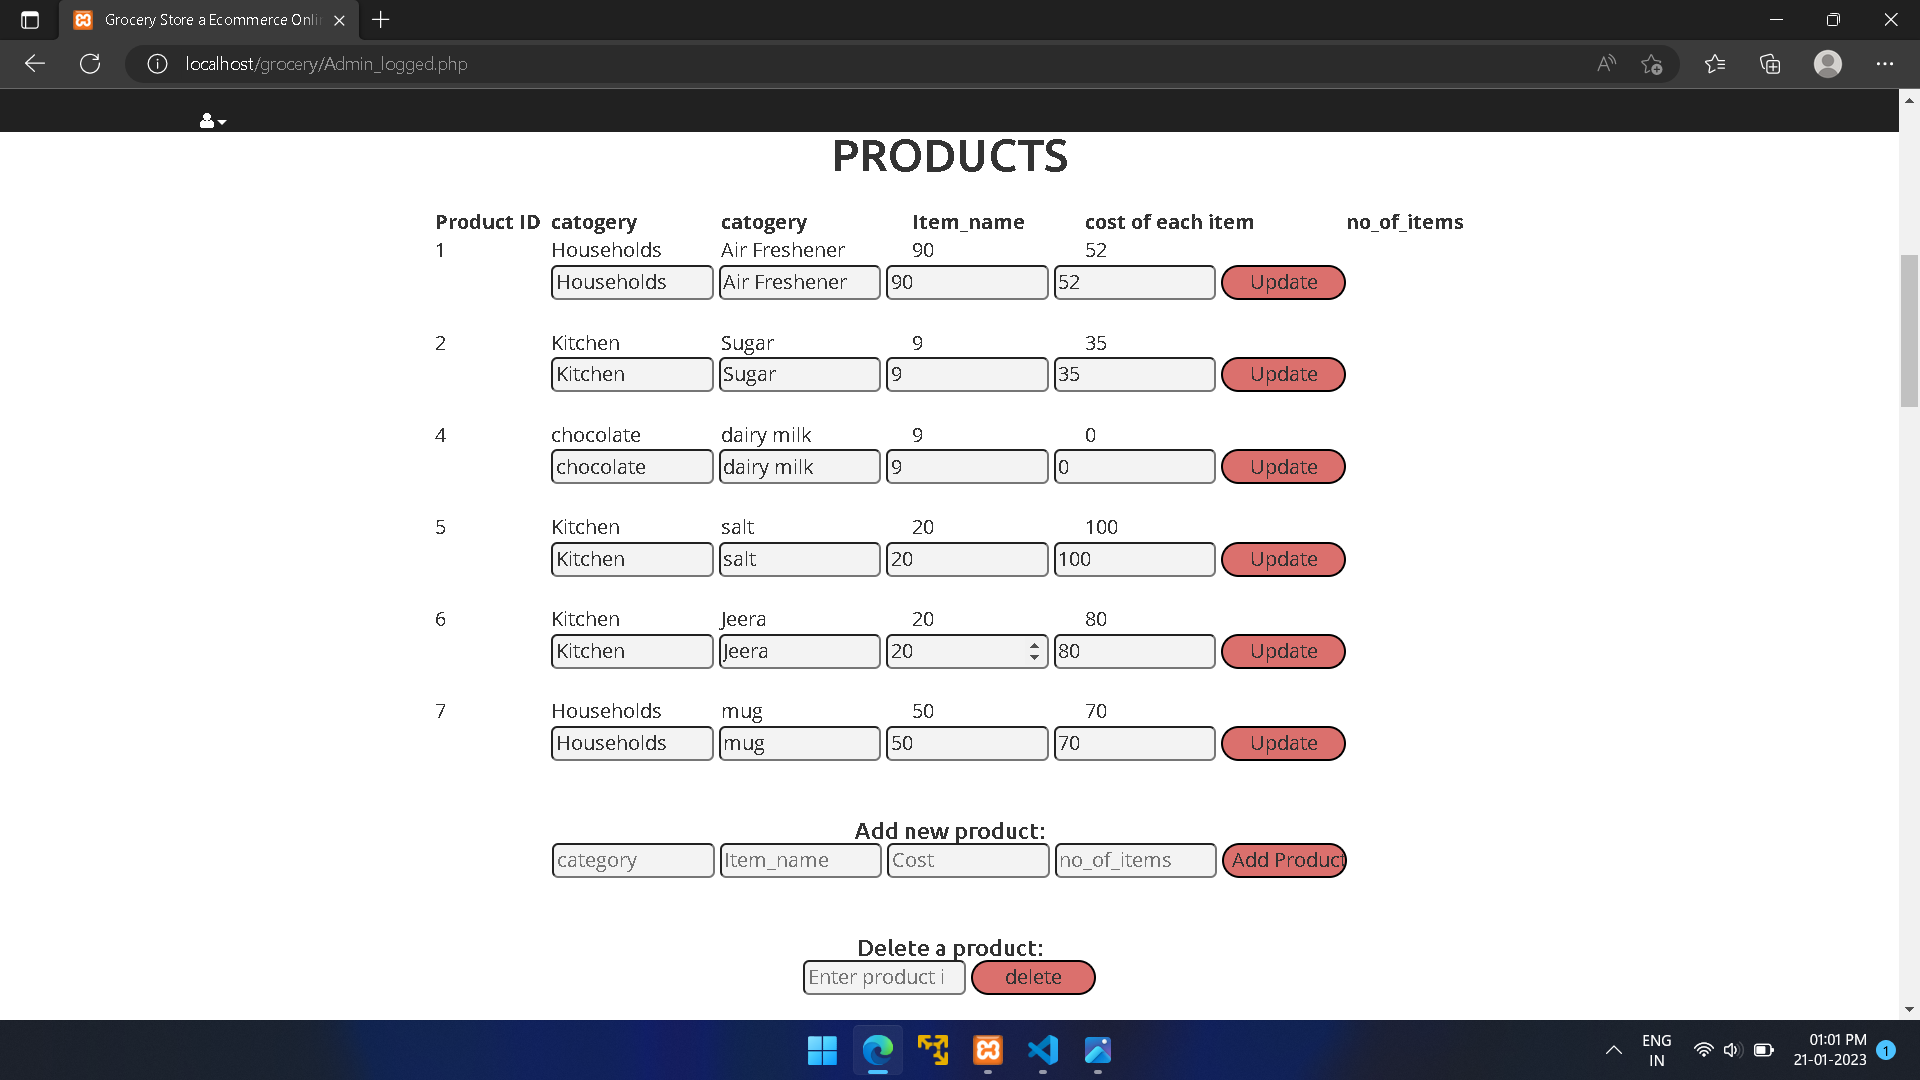 Grocery Store a Ecommerce Onli
localhost/grocery/Admin_logged.php
PRODUCTS
Product ID catogery catogery Item_name cost of each item no_of_items
1 Households Air Freshener 90 52
Households Air Freshener 90 52 Update
2 Kitchen Sugar 9 35
Kitchen Sugar 9 35 Update
4 chocolate dairy milk 9 0
chocolate dairy milk 9 0 Update
5 Kitchen salt 20 100
Kitchen salt 20 100 Update
6 Kitchen Jeera 20 80
Kitchen Jeera 20 80 Update
7 Households mug 50 70
Households mug 50 70 Update
Add new product:
category Item_name Cost no_of_items Add Product
Delete a product:
Enter product i delete
ENG 01:01 PM
IN 21-01-2023 1